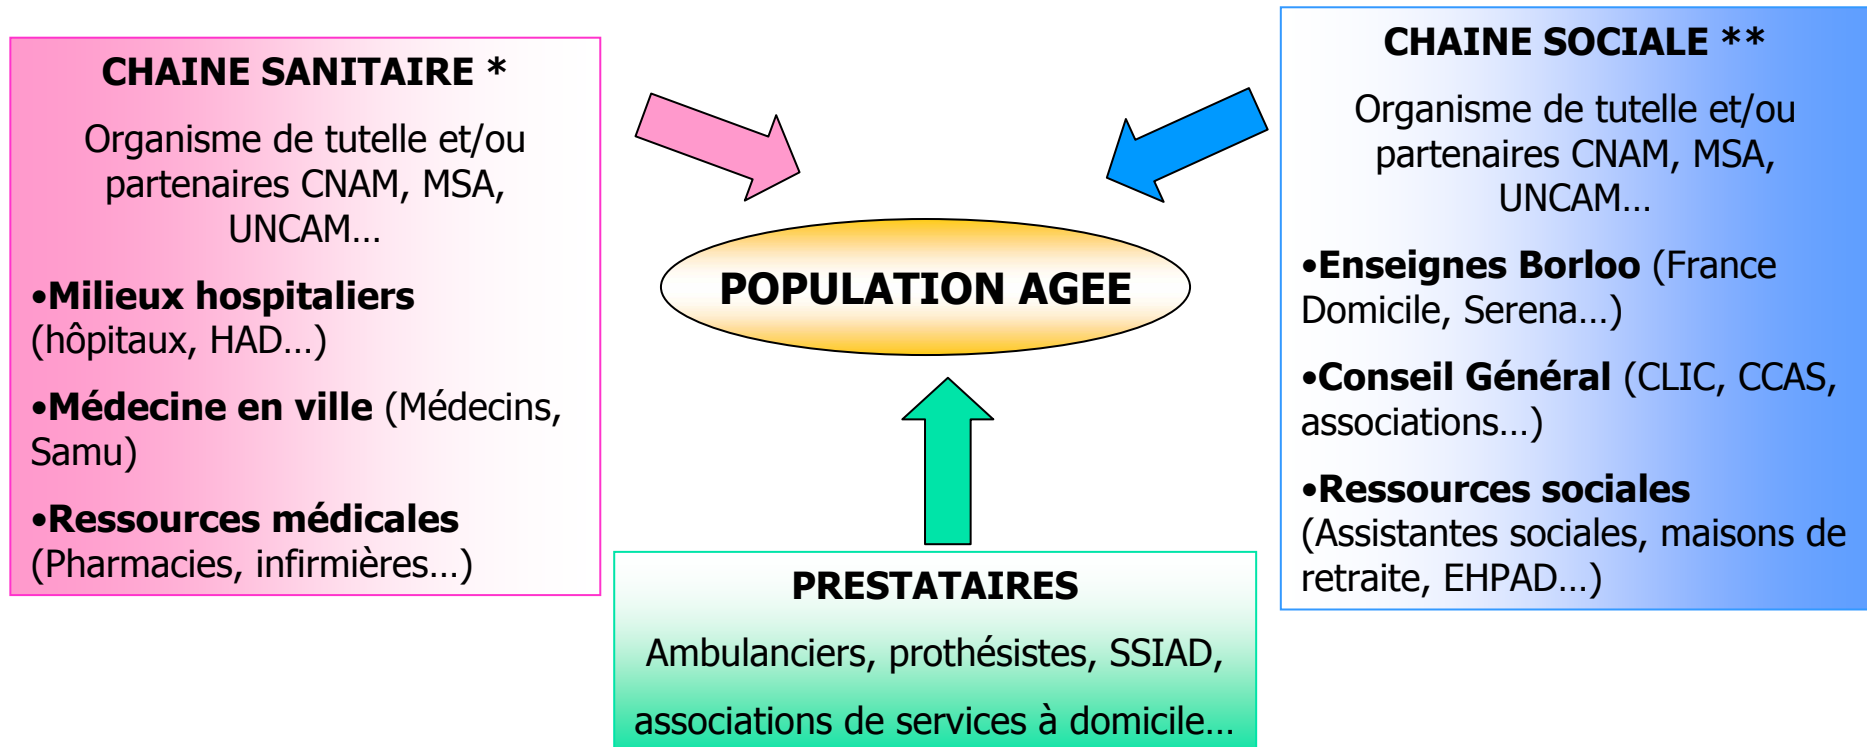 CHAINE SANITAIRE *
Organisme de tutelle et/ou
partenaires CNAM, MSA,
UNCAM…
•Milieux hospitaliers
(hôpitaux, HAD…)
•Médecine en ville (Médecins,
Samu)
•Ressources médicales
(Pharmacies, infirmières…)
POPULATION AGEE
CHAINE SOCIALE **
Organisme de tutelle et/ou
partenaires CNAM, MSA,
UNCAM…
•Enseignes Borloo (France
Domicile, Serena…)
•Conseil Général (CLIC, CCAS,
associations…)
•Ressources sociales
(Assistantes sociales, maisons de
retraite, EHPAD…)
PRESTATAIRES
Ambulanciers, prothésistes, SSIAD,
associations de services à domicile…